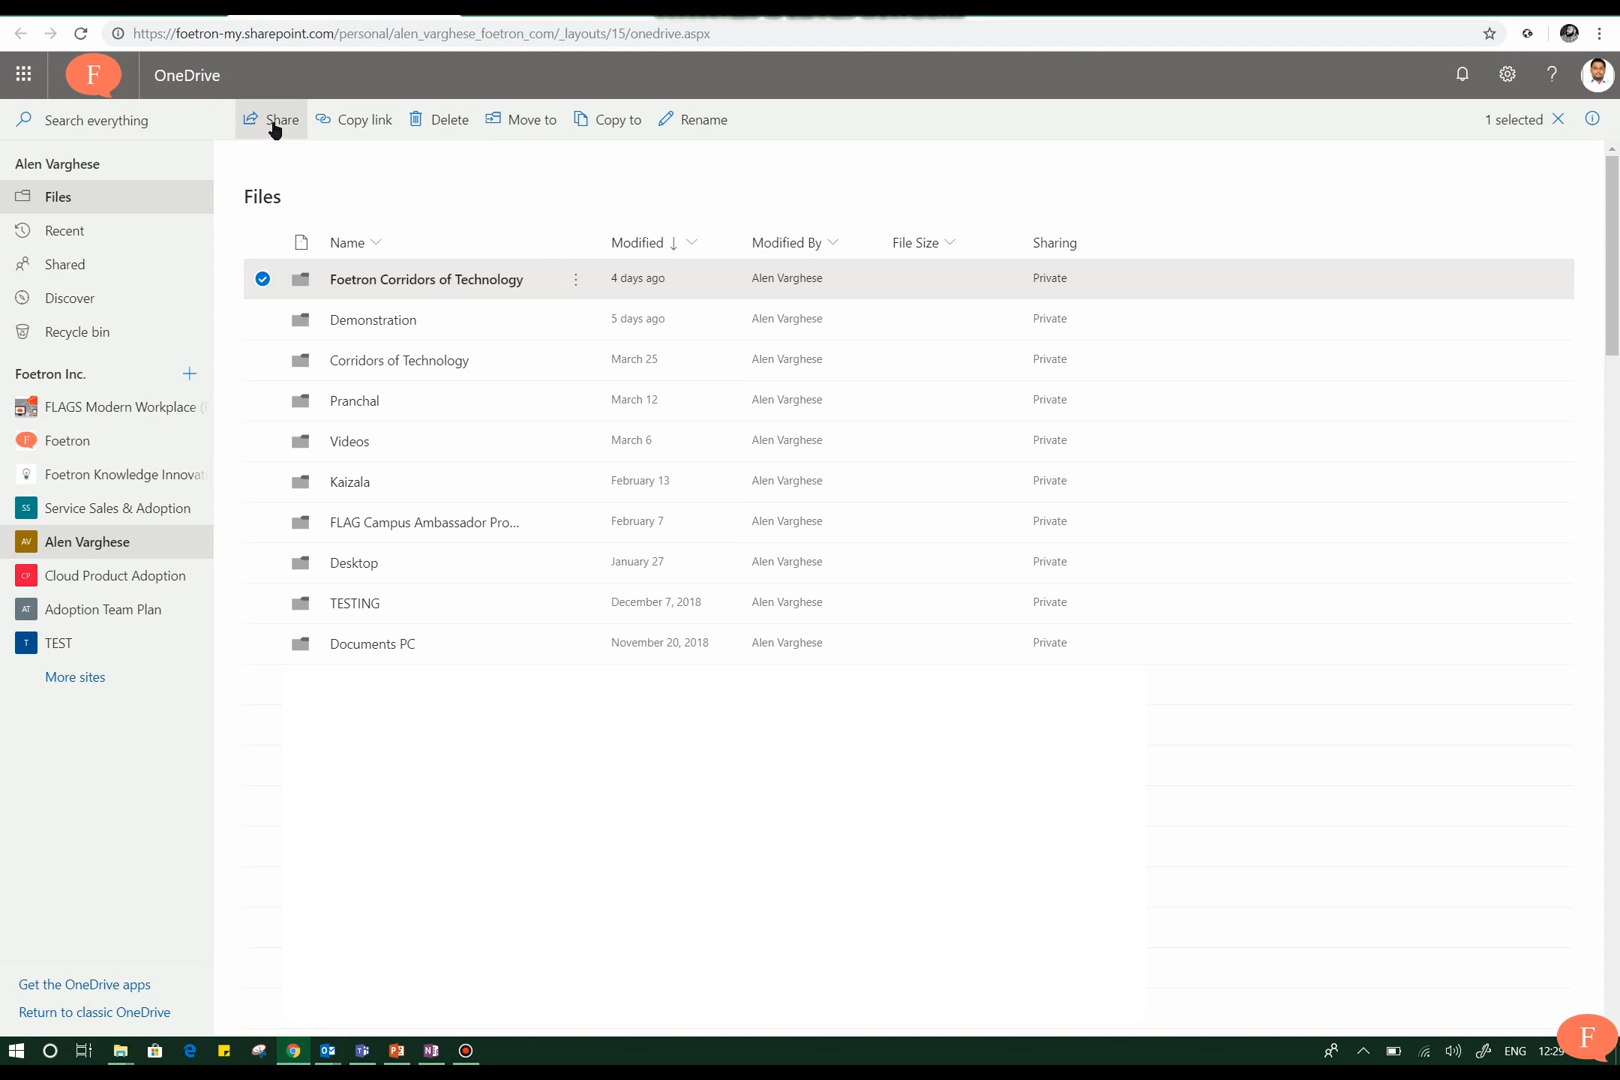 https://foetron-my.sharepoint.com/personal/alen_varghese_foetron_com/_layouts/15/onedrive.aspx
F OneDrive
Search everything Share Copy link Delete Move to Copy to Rename 1 selected
Alen Varghese
Files
Recent
Shared
Discover
Recycle bin
Foetron Inc.
FLAGS Modern Workplace (
F Foetron
Foetron Knowledge Innovat
SS Service Sales & Adoption
AV Alen Varghese
CP Cloud Product Adoption
AT Adoption Team Plan
T TEST
More sites
Get the OneDrive apps
Return to classic OneDrive
Files
Name Modified Modified By File Size Sharing
Foetron Corridors of Technology 4 days ago Alen Varghese Private
Demonstration 5 days ago Alen Varghese Private
Corridors of Technology March 25 Alen Varghese Private
Pranchal March 12 Alen Varghese Private
Videos March 6 Alen Varghese Private
Kaizala February 13 Alen Varghese Private
FLAG Campus Ambassador Pro... February 7 Alen Varghese Private
Desktop January 27 Alen Varghese Private
TESTING December 7, 2018 Alen Varghese Private
Documents PC November 20, 2018 Alen Varghese Private
ENG 12:29
F